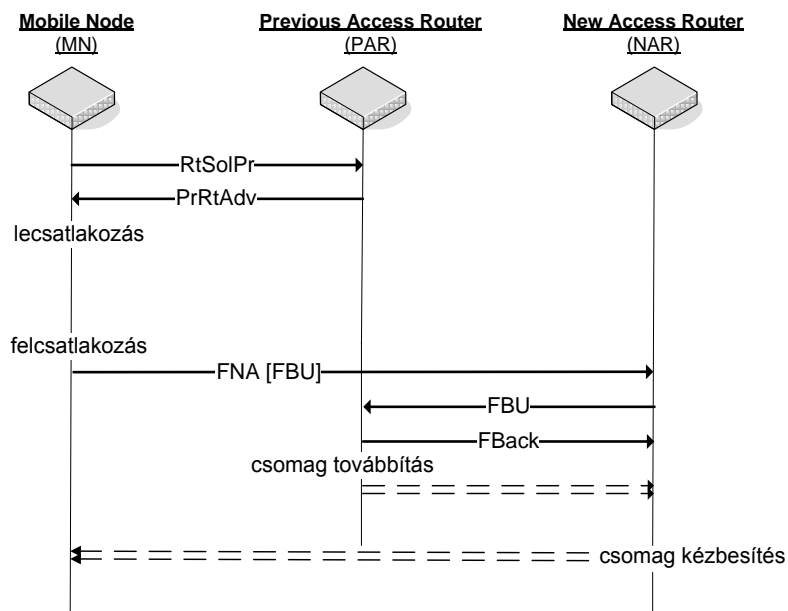 Mobile Node Previous Access Router New Access Router
(MN) (PAR) (NAR)
RtSolPr
PrRtAdv
lecsatlakozás
felcsatlakozás
FNA [FBU]
FBU
FBack
csomag továbbítás
csomag kézbesítés